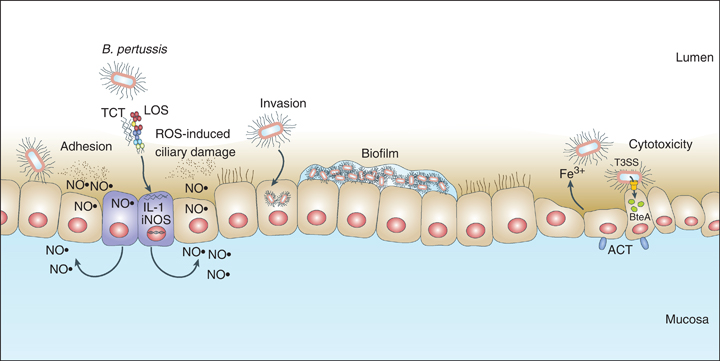 B. pertussis
Lumen
TCT
LOS
Adhesion
ROS-induced
ciliary damage
Invasion
Biofilm
Cytotoxicity
T3SS
Fe3+
BteA
NO• NO•
NO•
NO•
IL-1
iNOS
NO•
NO•
NO•
NO•
NO•
NO•
NO•
ACT
Mucosa